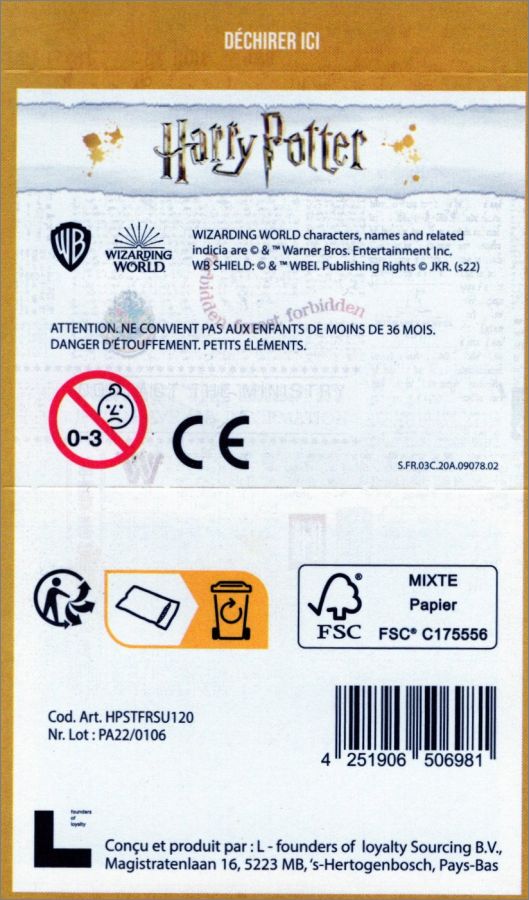 DÉCHIRER ICI
Harry Potter
WB
WIZARDING
WORLD
WIZARDING WORLD characters, names and related
indicia are © & ™ Warner Bros. Entertainment Inc.
WB SHIELD: © & ™ WBEI. Publishing Rights © JKR. (s22)
forbidden forest forbidden
ATTENTION. NE CONVIENT PAS AUX ENFANTS DE MOINS DE 36 MOIS.
DANGER D'ÉTOUFFEMENT. PETITS ÉLÉMENTS.
THE MINISTRY
0-3
CE
S.FR.03C.20A.09078.02
FSC®
MIXTE
Papier
FSC® C175556
Cod. Art. HPSTFRSU120
Nr. Lot : PA22/0106
4 251906 506981
L
founders
of
loyalty
Conçu et produit par : L - founders of loyalty Sourcing B.V.,
Magistratenlaan 16, 5223 MB, 's-Hertogenbosch, Pays-Bas